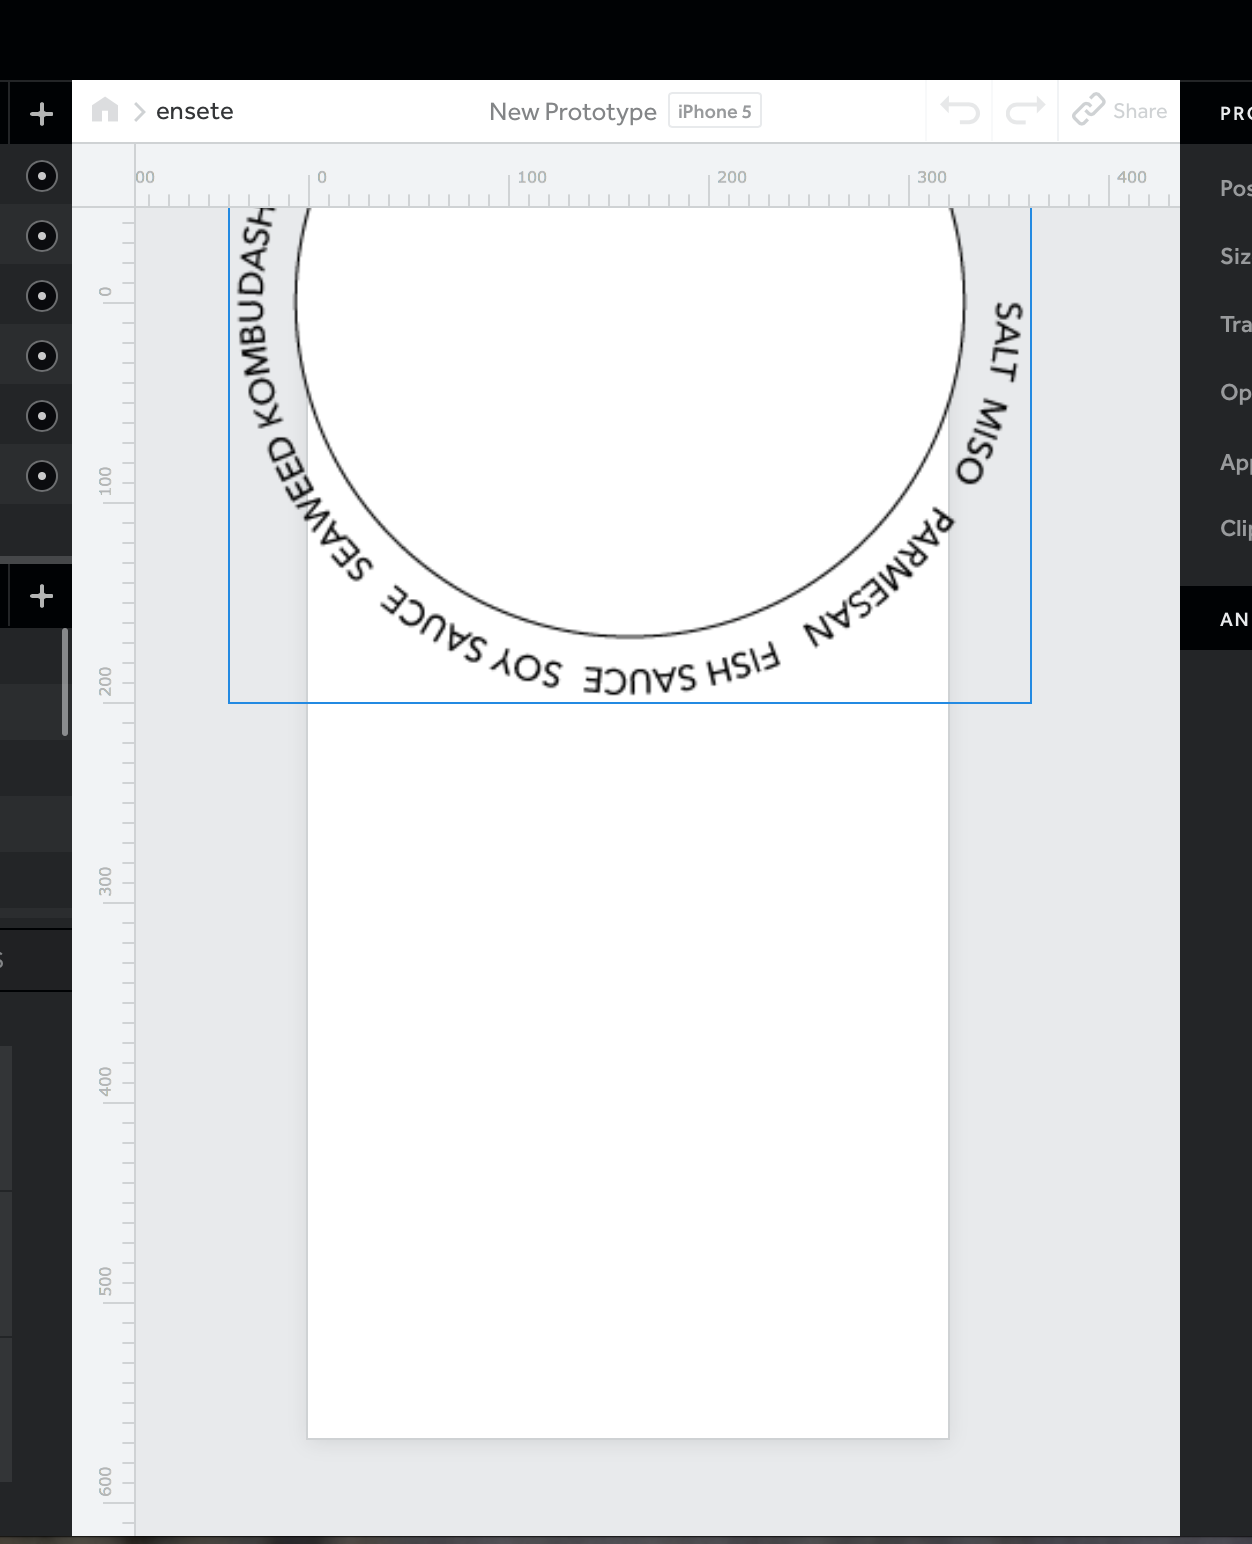 ensete
New Prototype iPhone 5
Share
00 0 100 200 300 400
0
100
200
300
400
500
600
SALT MISO PARMESAN FISH SAUCE SOY SAUCE SEAWEED KOMBUDASH
PRO
Pos
Siz
Tra
Op
App
Clip
AN
S